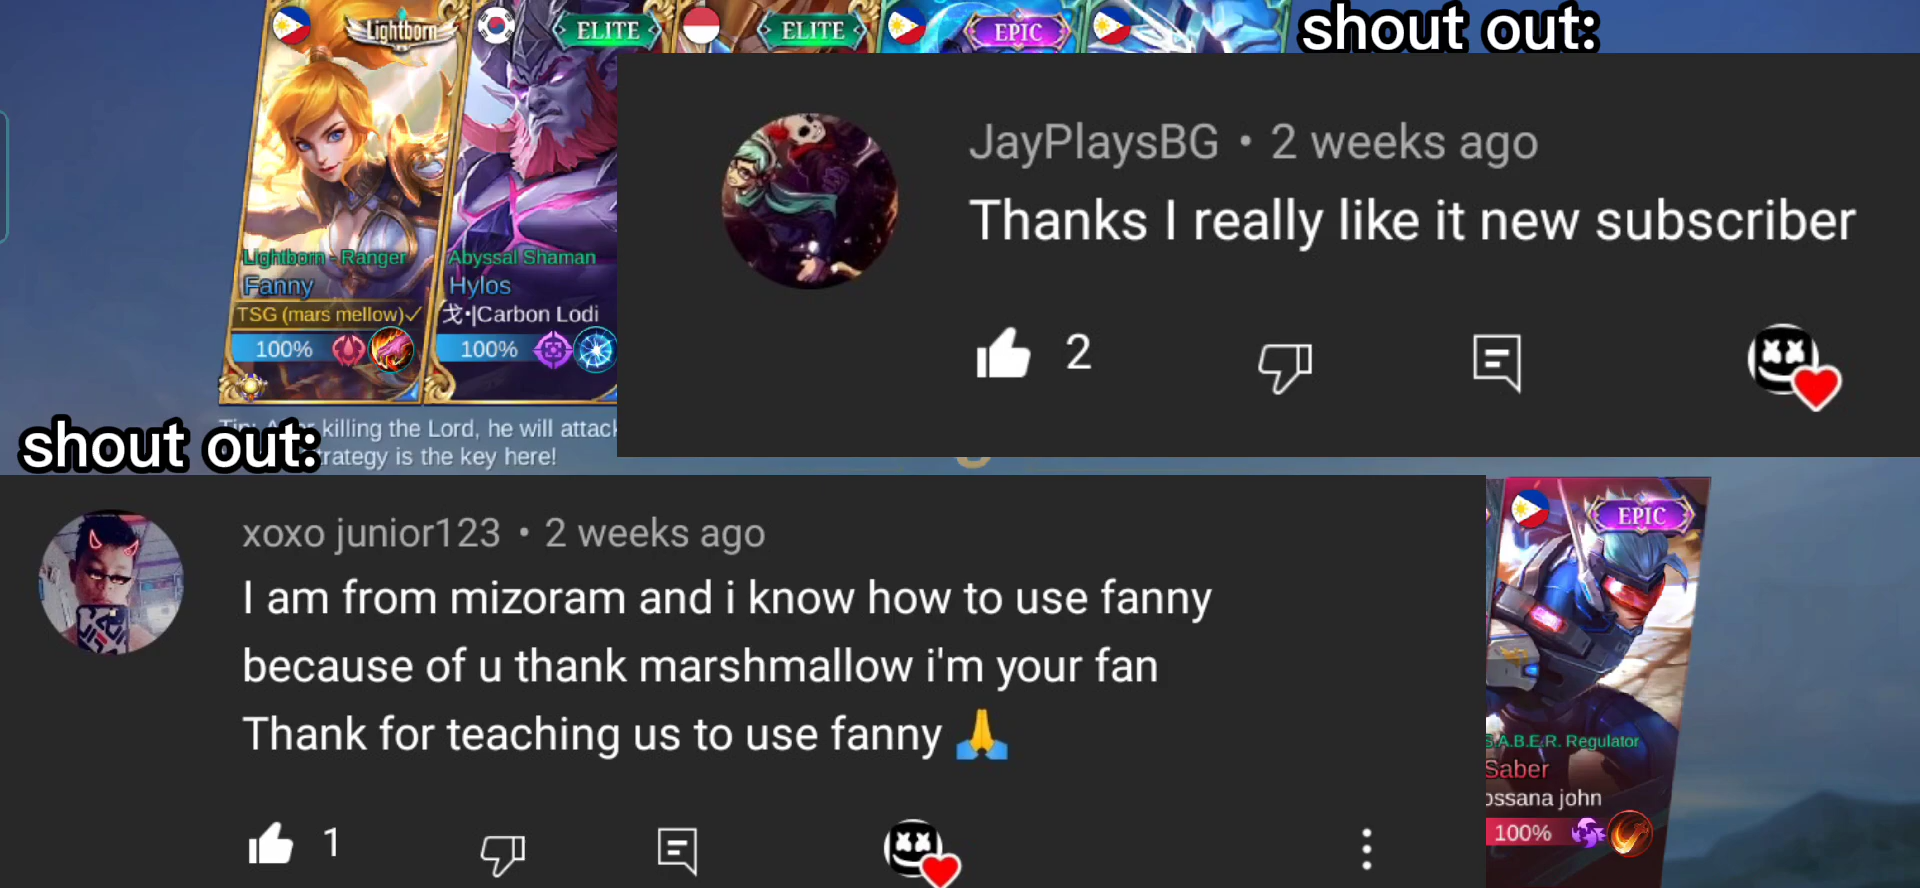 shout out:
Lightborn
ELITE
ELITE
EPIC
JayPlaysBG • 2 weeks ago
Thanks I really like it new subscriber
2
Lightborn - Ranger
Fanny
TSG (mars mellow)✓
100%
Abyssal Shaman
Hylos
戈•|Carbon Lodi
100%
killing the Lord, he will attack
trategy is the key here!
shout out:
xoxo junior123 • 2 weeks ago
I am from mizoram and i know how to use fanny
because of u thank marshmallow i'm your fan
Thank for teaching us to use fanny 🙏
1
EPIC
S.A.B.E.R. Regulator
Saber
ossana john
100%